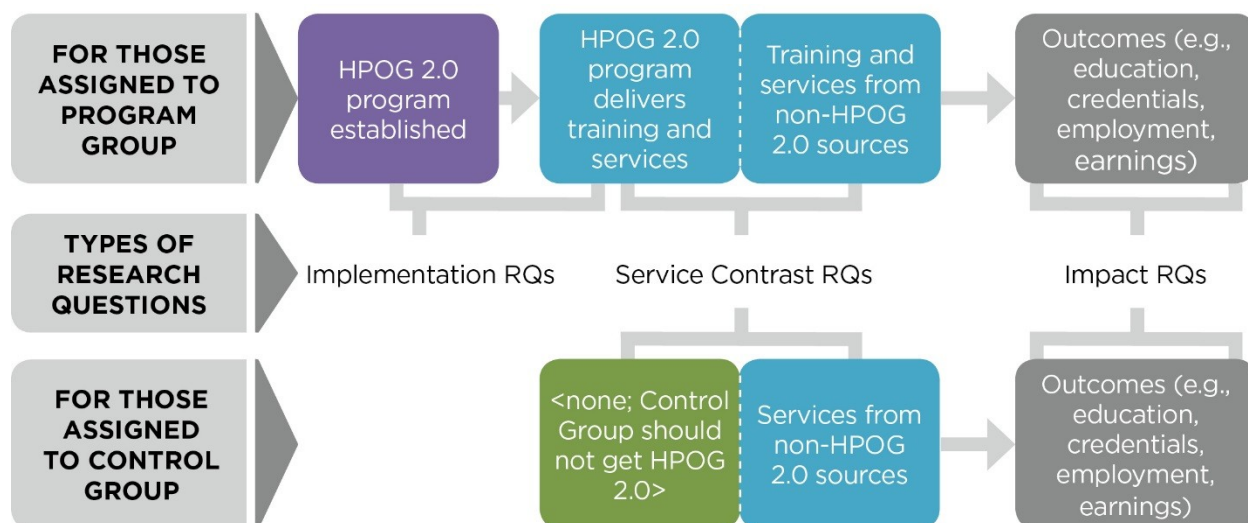 FOR THOSE
ASSIGNED TO
PROGRAM
GROUP
HPOG 2.0
program
established
HPOG 2.0
program
delivers
training and
services
Training and
services from
non-HPOG
2.0 sources
Outcomes (e.g.,
education,
credentials,
employment,
earnings)
TYPES OF
RESEARCH
QUESTIONS
Implementation RQs
Service Contrast RQs
Impact RQs
FOR THOSE
ASSIGNED
TO CONTROL
GROUP
<none; Control
Group should
not get HPOG
2.0>
Services from
non-HPOG
2.0 sources
Outcomes (e.g.,
education,
credentials,
employment,
earnings)